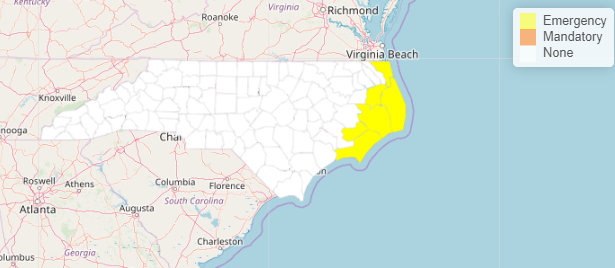 Emergency
Mandatory
None
Richmond
Virginia
Roanoke
Virginia Beach
Knoxville
nooga
Char
on
Roswell
Athens
Columbia
Florence
Atlanta
South Carolina
Augusta
Charleston
Georgia
olumbus